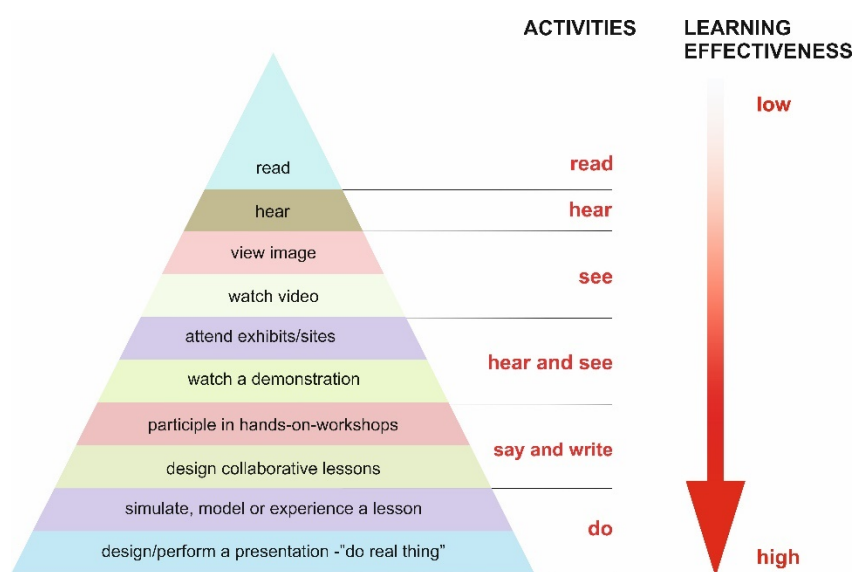 ACTIVITIES
LEARNING
EFFECTIVENESS
low
read
read
hear
hear
view image
see
watch video
attend exhibits/sites
hear and see
watch a demonstration
participle in hands-on-workshops
say and write
design collaborative lessons
simulate, model or experience a lesson
do
design/perform a presentation -"do real thing"
high